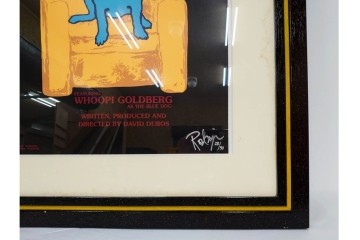 FEATURING
WHOOPI GOLDBERG
AS THE BLUE DOG
WRITTEN, PRODUCED AND
DIRECTED BY DAVID DUBOS